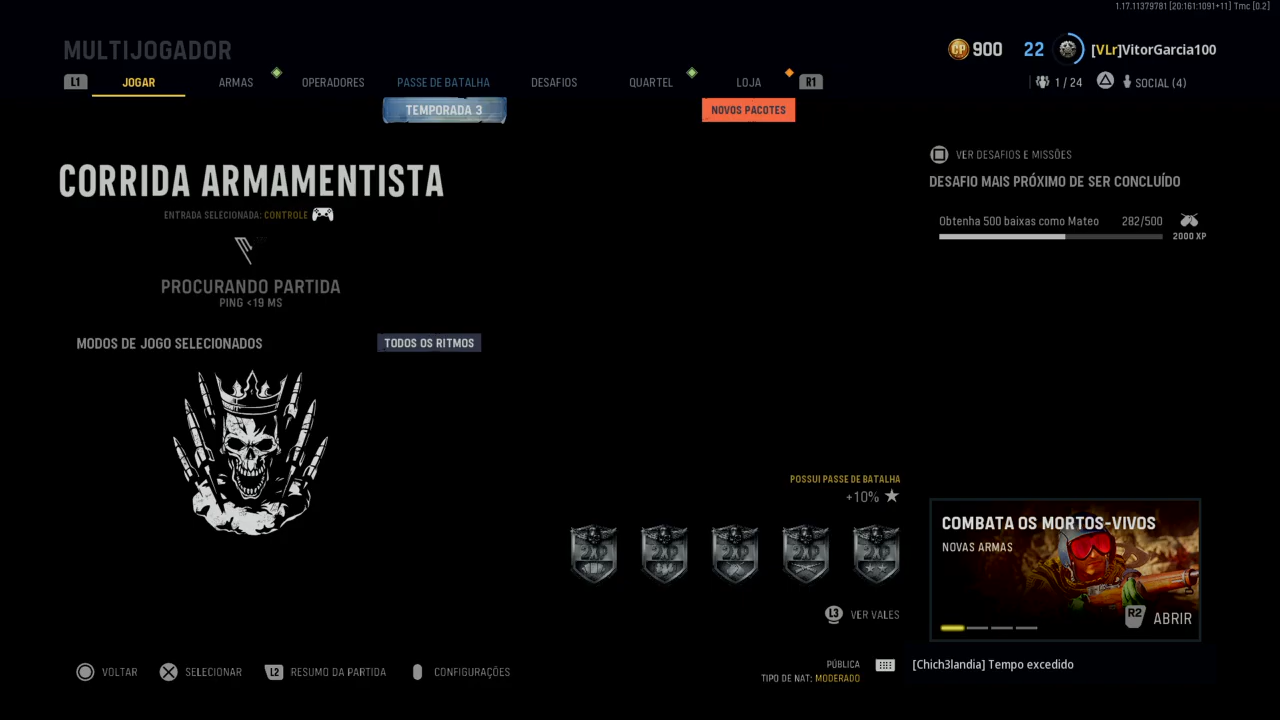 1.17.11379781 [20:161:1091+11] Tmc [0.2]
MULTIJOGADOR
CP 900 22 [VLr]VitorGarcia100
L1 JOGAR ARMAS OPERADORES PASSE DE BATALHA DESAFIOS QUARTEL LOJA R1
1 / 24 SOCIAL (4)
TEMPORADA 3 NOVOS PACOTES
VER DESAFIOS E MISSÕES
CORRIDA ARMAMENTISTA
DESAFIO MAIS PRÓXIMO DE SER CONCLUÍDO
ENTRADA SELECIONADA: CONTROLE
Obtenha 500 baixas como Mateo 282/500
2000 XP
PROCURANDO PARTIDA
PING <19 MS
MODOS DE JOGO SELECIONADOS TODOS OS RITMOS
POSSUI PASSE DE BATALHA
+10%
COMBATA OS MORTOS-VIVOS
NOVAS ARMAS
2XP 2XP 2XP 2XP 2XP
L3 VER VALES
R2 ABRIR
VOLTAR SELECIONAR L2 RESUMO DA PARTIDA CONFIGURAÇÕES
PÚBLICA
TIPO DE NAT: MODERADO
[Chich3landia] Tempo excedido